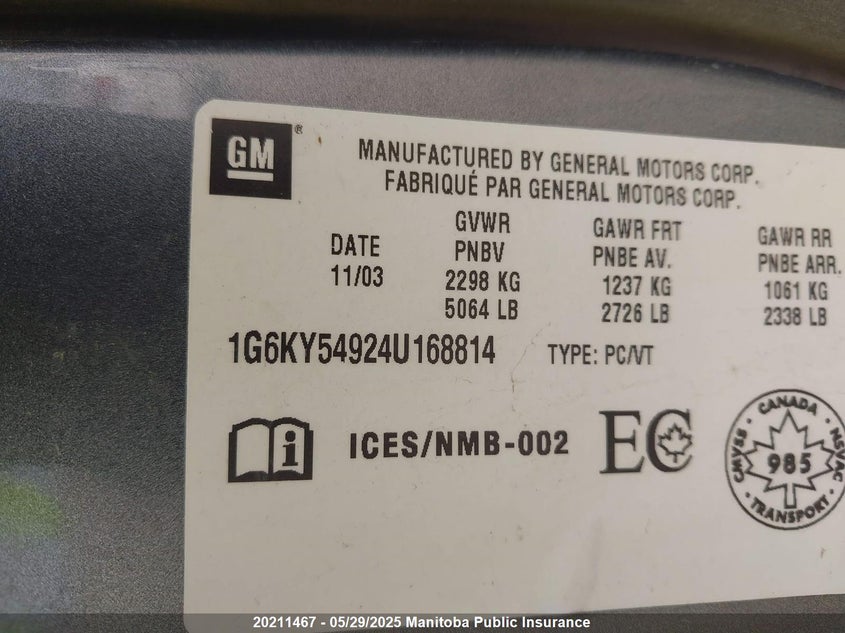 GM ®
MANUFACTURED BY GENERAL MOTORS CORP.
FABRIQUÉ PAR GENERAL MOTORS CORP.
DATE
11/03
GVWR
PNBV
2298 KG
5064 LB
GAWR FRT
PNBE AV.
1237 KG
2726 LB
GAWR RR
PNBE ARR.
1061 KG
2338 LB
1G6KY54924U168814 TYPE: PC/VT
i ICES/NMB-002 EC
CANADA
CMVSS
985
NSVAC
TRANSPORT
20211467 - 05/29/2025 Manitoba Public Insurance